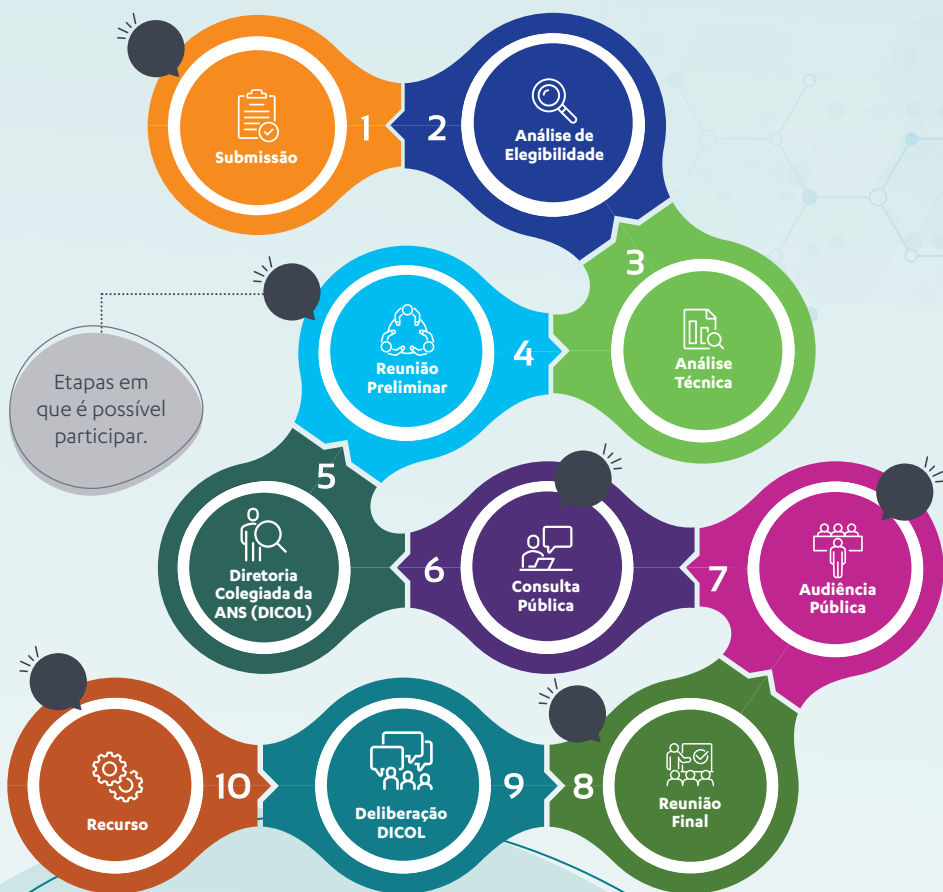 1
Submissão
2
Análise de
Elegibilidade
3
Análise
Técnica
4
Reunião
Preliminar
Etapas em
que é possível
participar.
5
Diretoria
Colegiada da
ANS (DICOL)
6
Consulta
Pública
7
Audiência
Pública
8
Reunião
Final
9
Deliberação
DICOL
10
Recurso